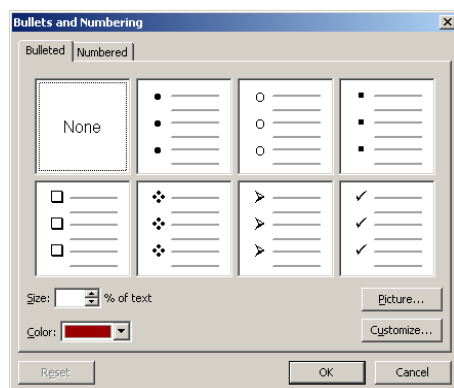 Bullets and Numbering
Bulleted Numbered
None
Size: % of text
Picture...
Color:
Customize...
Reset OK Cancel